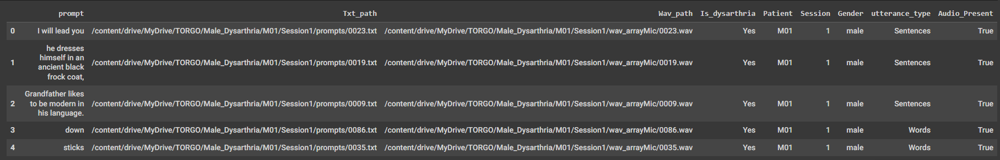 prompt Txt_path Wav_path Is_dysarthria Patient Session Gender utterance_type Audio_Present
0 I will lead you /content/drive/MyDrive/TORGO/Male_Dysarthria/M01/Session1/prompts/0023.txt /content/drive/MyDrive/TORGO/Male_Dysarthria/M01/Session1/wav_arrayMic/0023.wav Yes M01 1 male Sentences True
he dresses
himself in an
1 ancient black /content/drive/MyDrive/TORGO/Male_Dysarthria/M01/Session1/prompts/0019.txt /content/drive/MyDrive/TORGO/Male_Dysarthria/M01/Session1/wav_arrayMic/0019.wav Yes M01 1 male Sentences True
frock coat,
Grandfather likes
2 to be modern in /content/drive/MyDrive/TORGO/Male_Dysarthria/M01/Session1/prompts/0009.txt /content/drive/MyDrive/TORGO/Male_Dysarthria/M01/Session1/wav_arrayMic/0009.wav Yes M01 1 male Sentences True
his language.
3 down /content/drive/MyDrive/TORGO/Male_Dysarthria/M01/Session1/prompts/0086.txt /content/drive/MyDrive/TORGO/Male_Dysarthria/M01/Session1/wav_arrayMic/0086.wav Yes M01 1 male Words True
4 sticks /content/drive/MyDrive/TORGO/Male_Dysarthria/M01/Session1/prompts/0035.txt /content/drive/MyDrive/TORGO/Male_Dysarthria/M01/Session1/wav_arrayMic/0035.wav Yes M01 1 male Words True